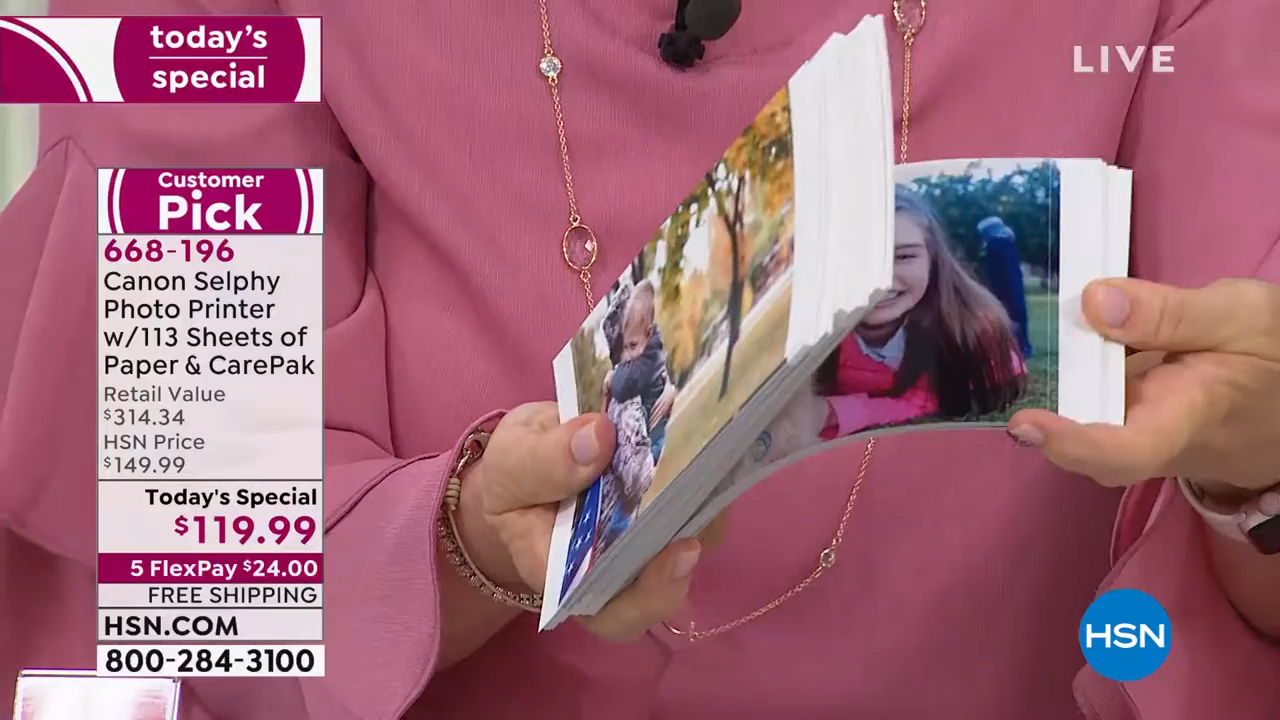 today's
special
LIVE
Customer
Pick
668-196
Canon Selphy
Photo Printer
w/113 Sheets of
Paper & CarePak
Retail Value
$314.34
HSN Price
$149.99
Today's Special
$119.99
5 FlexPay $24.00
FREE SHIPPING
HSN.COM
800-284-3100
HSN